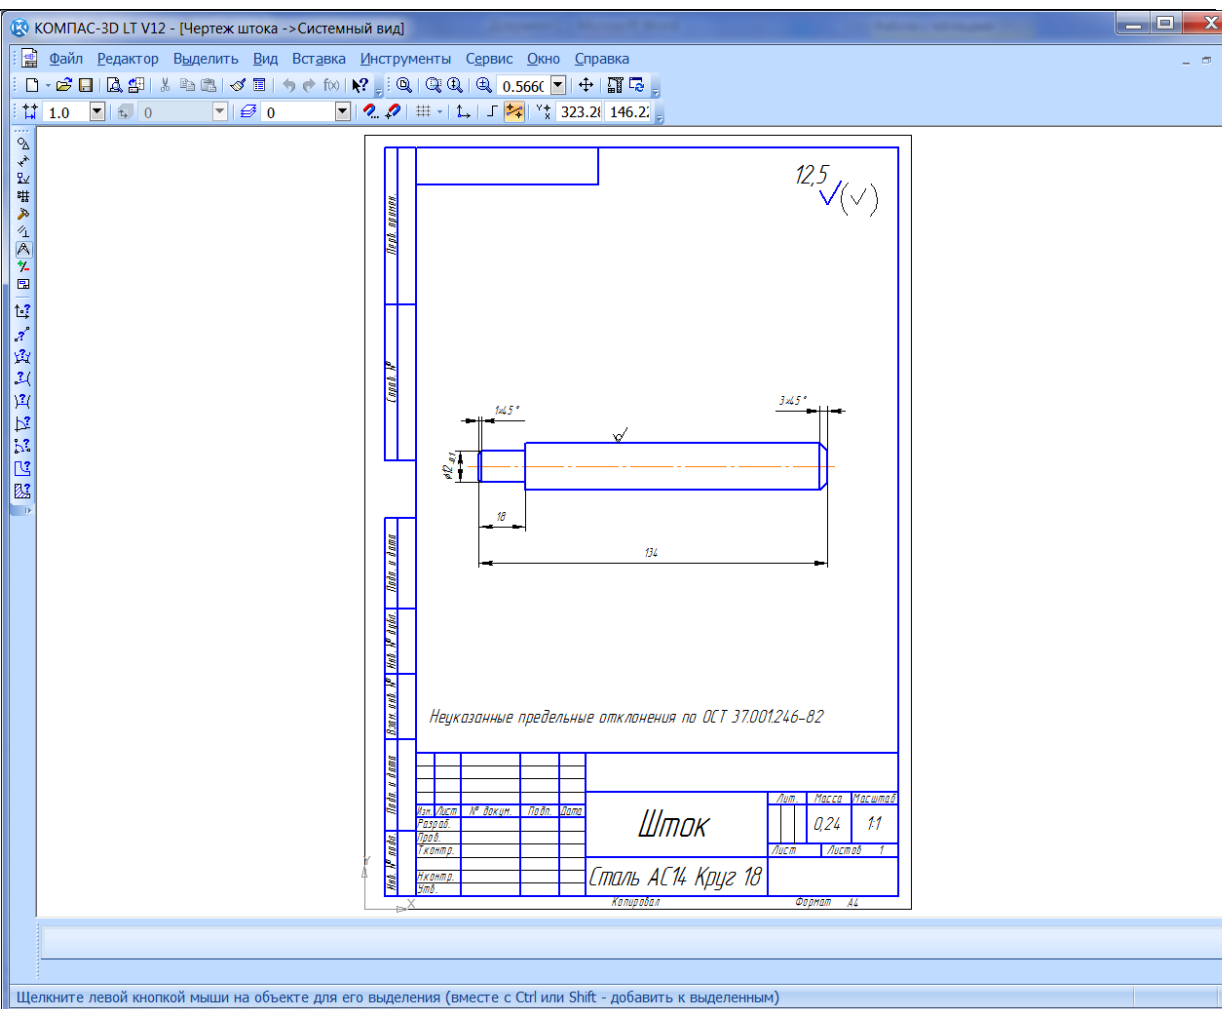 КОМПАС-3D LT V12 - [Чертеж штока ->Системный вид]
Файл Редактор Выделить Вид Вставка Инструменты Сервис Окно Справка
0.566
1.0 0 0 323.28 146.2
12,5
Перв. примен.
Справ. №
1x45°
3x45°
ϕ12
18
134
Подп. и дата
Инв. № дубл.
Взам. инв. №
Подп. и дата
Инв. № подл.
Неуказанные предельные отклонения по ОСТ 37.001.246-82
Изм. Лист № докум. Подп. Дата
Разраб.
Пров.
Т.контр.
Н.контр.
Утв.
Шток
Лит. Масса Масштаб
0,24 1:1
Лист Листов 1
Сталь АС14 Круг 18
Копировал Формат А4
Y
X
Щелкните левой кнопкой мыши на объекте для его выделения (вместе с Ctrl или Shift - добавить к выделенным)